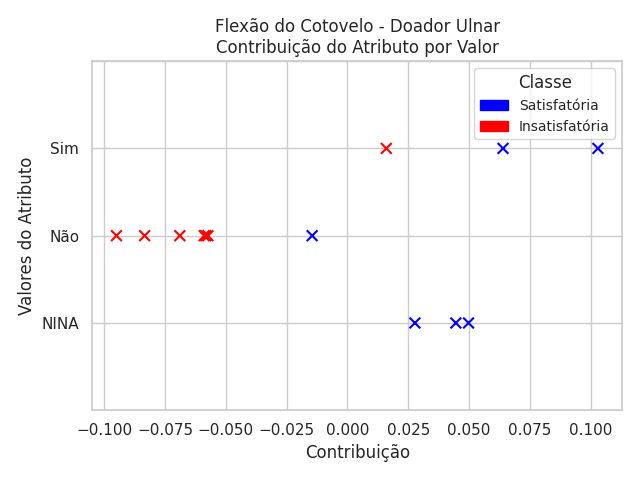 Flexão do Cotovelo - Doador Ulnar
Contribuição do Atributo por Valor
Classe
Satisfatória
Insatisfatória
Valores do Atributo
Sim
Não
NINA
−0.100 −0.075 −0.050 −0.025 0.000 0.025 0.050 0.075 0.100
Contribuição